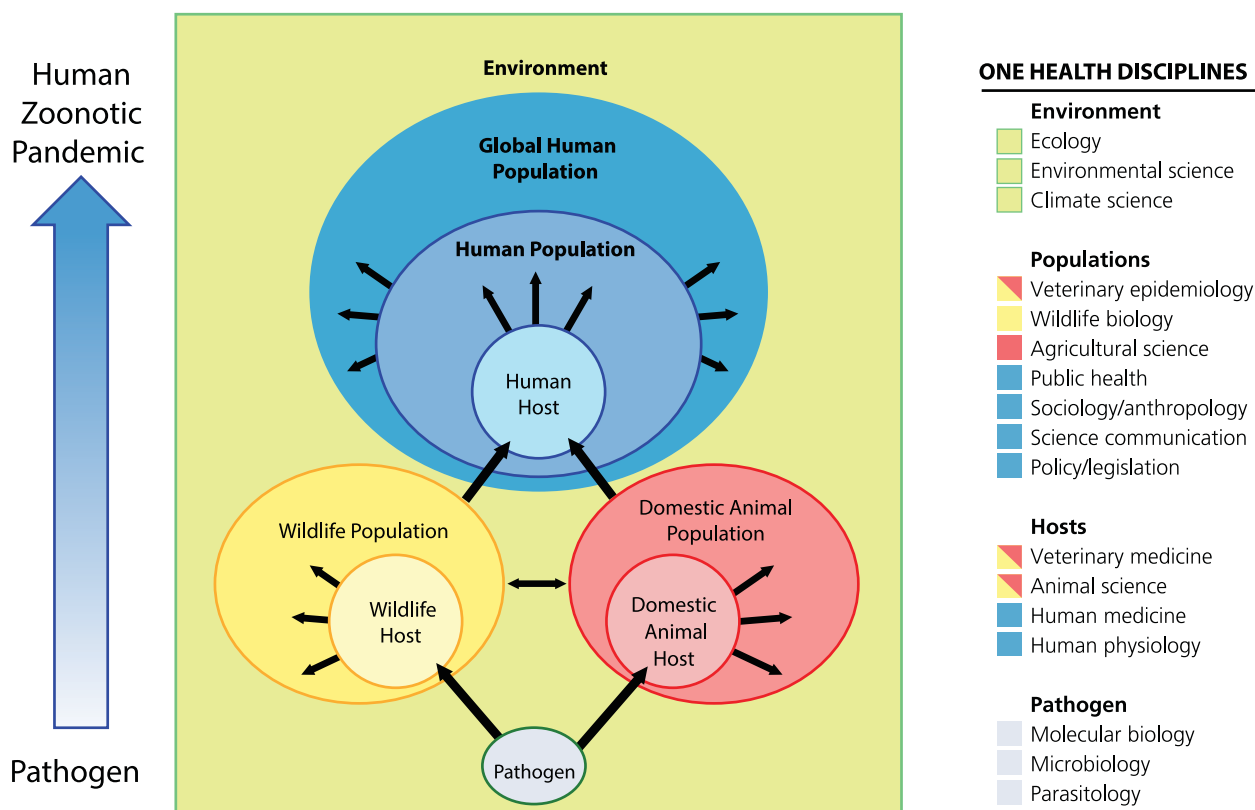 Human
Zoonotic
Pandemic
Pathogen
Environment
Global Human
Population
Human Population
Human
Host
Wildlife Population
Wildlife
Host
Domestic Animal
Population
Domestic
Animal
Host
Pathogen
ONE HEALTH DISCIPLINES
Environment
Ecology
Environmental science
Climate science
Populations
Veterinary epidemiology
Wildlife biology
Agricultural science
Public health
Sociology/anthropology
Science communication
Policy/legislation
Hosts
Veterinary medicine
Animal science
Human medicine
Human physiology
Pathogen
Molecular biology
Microbiology
Parasitology